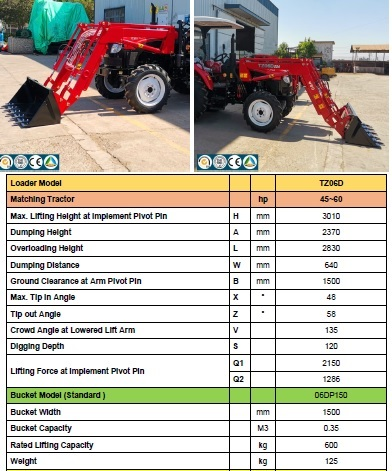 Loader Model TZ06D
Matching Tractor hp 45~60
Max. Lifting Height at Implement Pivot Pin H mm 3010
Dumping Height A mm 2370
Overloading Height L mm 2830
Dumping Distance W mm 640
Ground Clearance at Arm Pivot Pin B mm 1500
Max. Tip in Angle X ° 48
Tip out Angle Z ° 58
Crowd Angle at Lowered Lift Arm V 135
Digging Depth S 120
Lifting Force at Implement Pivot Pin Q1 2150
Q2 1286
Bucket Model (Standard ) 06DP150
Bucket Width mm 1500
Bucket Capacity M3 0.35
Rated Lifting Capacity kg 600
Weight kg 125